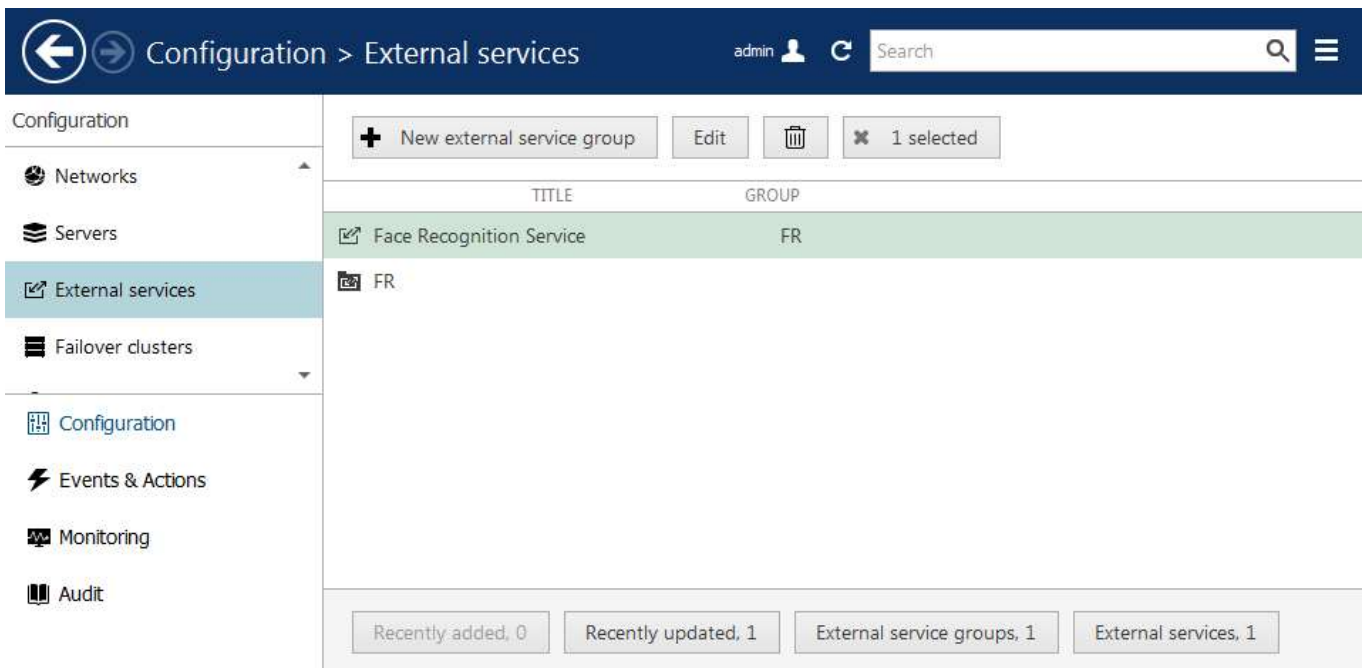 Configuration > External services
admin
Search
Configuration
Networks
Servers
External services
Failover clusters
Configuration
Events & Actions
Monitoring
Audit
New external service group
Edit
1 selected
TITLE GROUP
Face Recognition Service FR
FR
Recently added, 0
Recently updated, 1
External service groups, 1
External services, 1